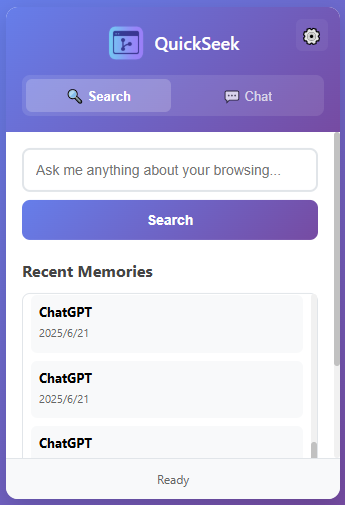 QuickSeek
🔍 Search
💬 Chat
Ask me anything about your browsing...
Search
Recent Memories
ChatGPT
2025/6/21
ChatGPT
2025/6/21
ChatGPT
Ready